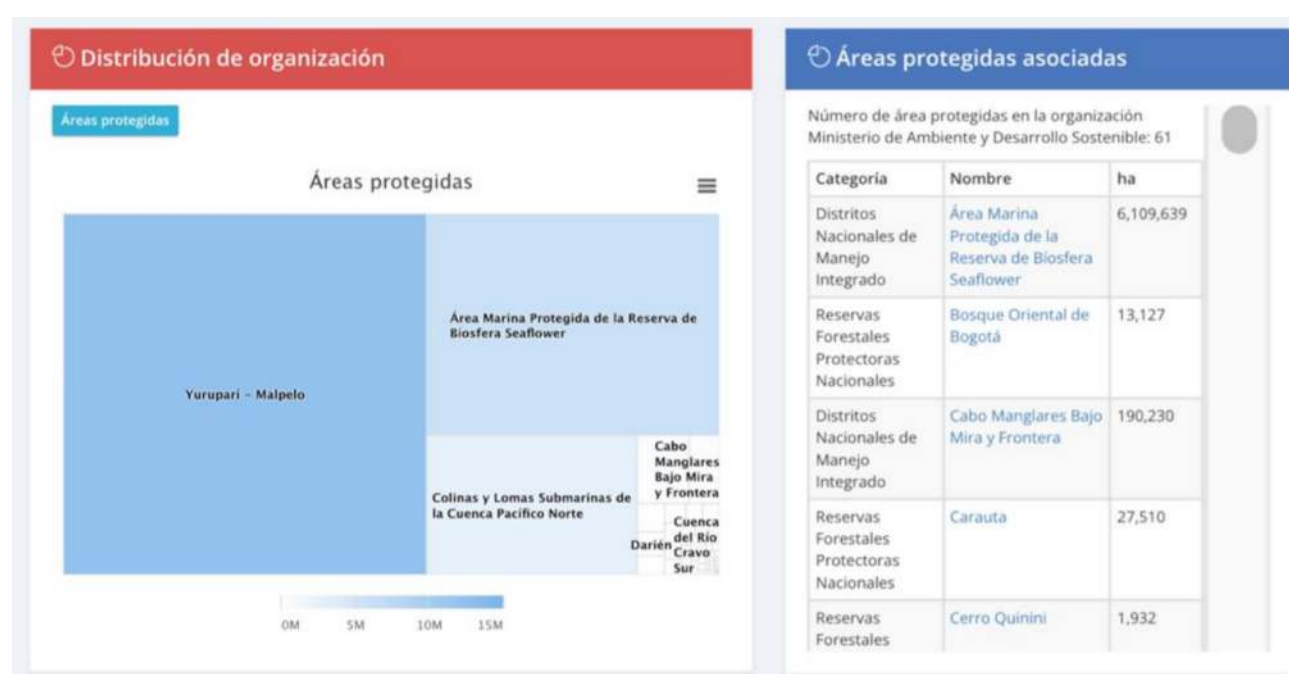 Distribución de organización
Áreas protegidas
Áreas protegidas
Yurupari – Malpelo
Área Marina Protegida de la Reserva de
Biosfera Seaflower
Colinas y Lomas Submarinas de
la Cuenca Pacífico Norte
Cabo
Manglares
Bajo Mira
y Frontera
Darién
Cuenca
del Río
Cravo
Sur
0M 5M 10M 15M
Áreas protegidas asociadas
Número de área protegidas en la organización
Ministerio de Ambiente y Desarrollo Sostenible: 61
Categoría Nombre ha
Distritos Área Marina 6,109,639
Nacionales de Protegida de la
Manejo Reserva de Biosfera
Integrado Seaflower
Reservas Bosque Oriental de 13,127
Forestales Bogotá
Protectoras
Nacionales
Distritos Cabo Manglares Bajo 190,230
Nacionales de Mira y Frontera
Manejo
Integrado
Reservas Carauta 27,510
Forestales
Protectoras
Nacionales
Reservas Cerro Quinini 1,932
Forestales